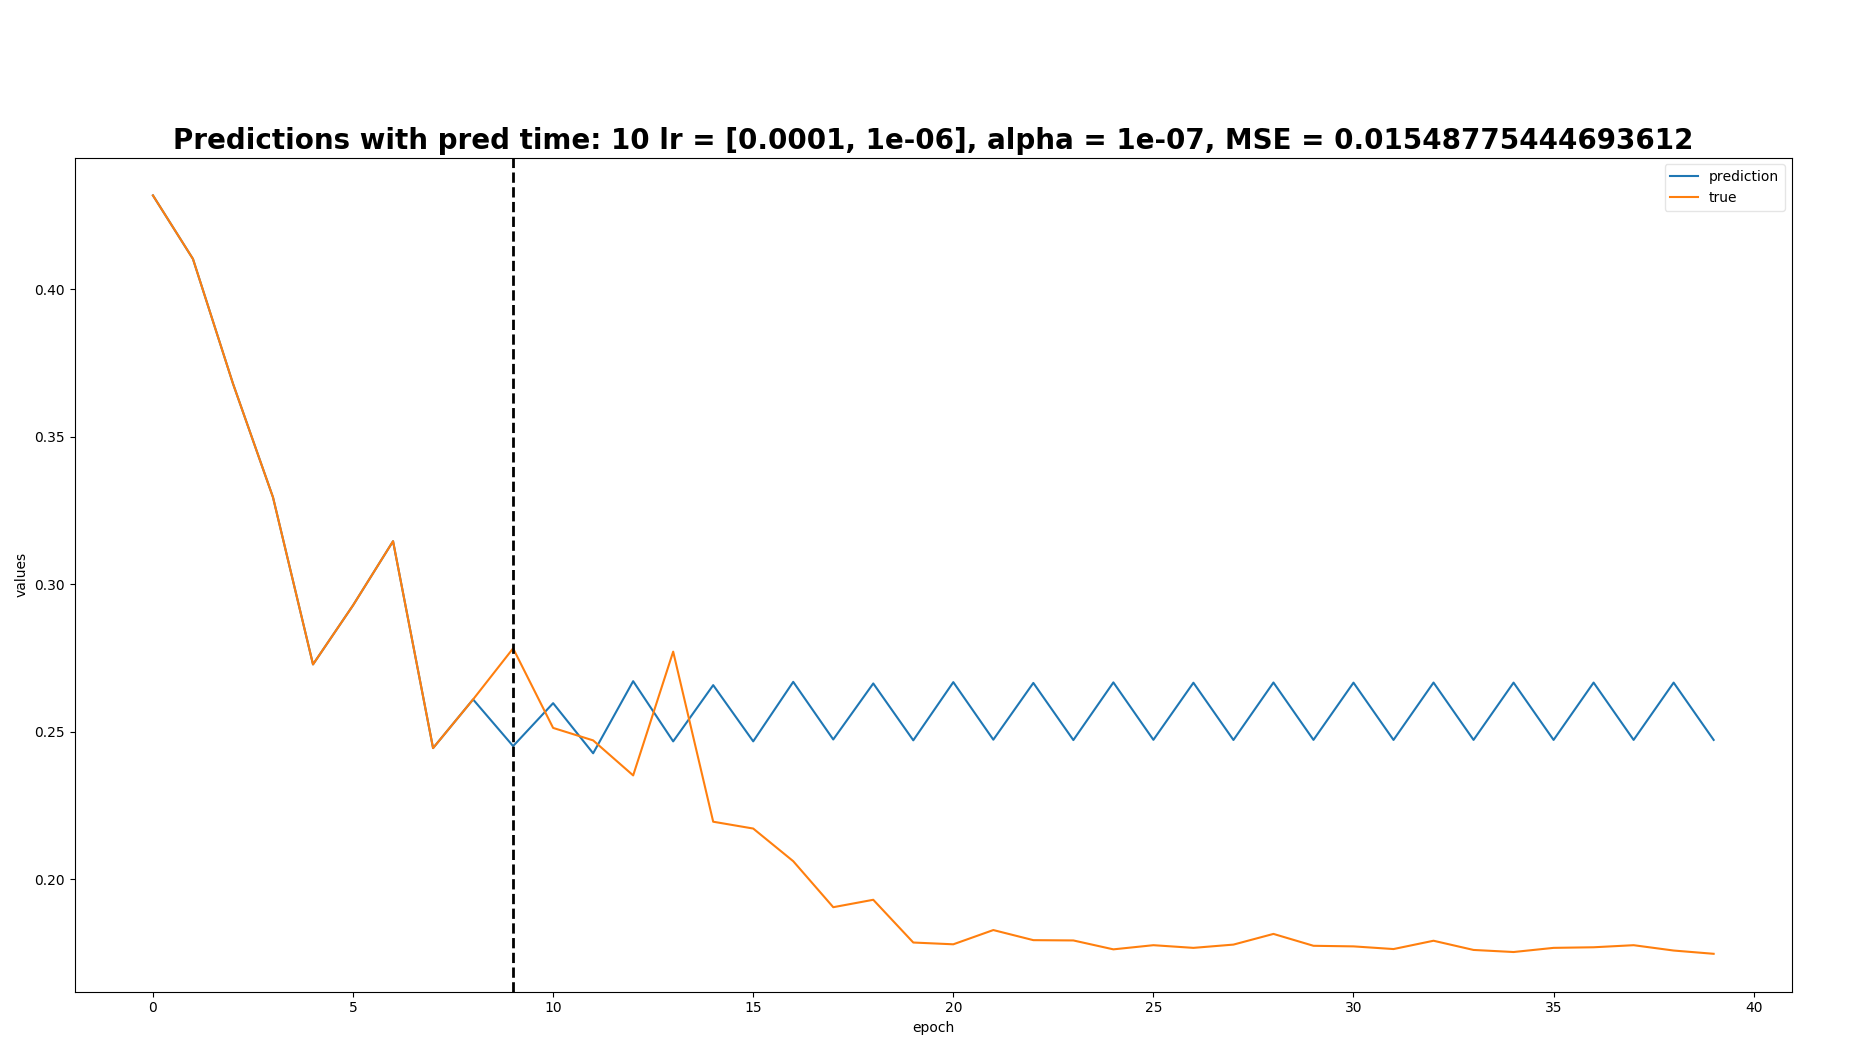 Predictions with pred time: 10 lr = [0.0001, 1e-06], alpha = 1e-07, MSE = 0.01548775444693612
prediction
true
values
0.40
0.35
0.30
0.25
0.20
0 5 10 15 20 25 30 35 40
epoch